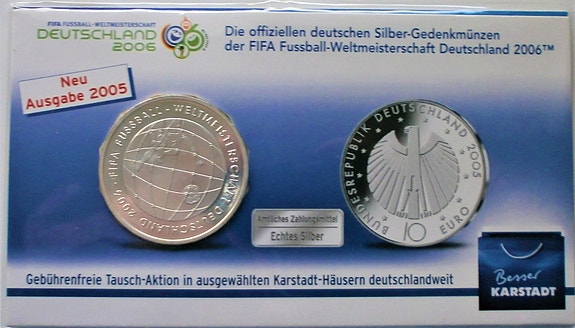 FIFA FUSSBALL-WELTMEISTERSCHAFT
DEUTSCHLAND
2006
Die offiziellen deutschen Silber-Gedenkmünzen
der FIFA Fussball-Weltmeisterschaft Deutschland 2006™
Neu
Ausgabe 2005
FIFA FUSSBALL - WELTMEISTERSCHAFT DEUTSCHLAND 2006
BUNDESREPUBLIK DEUTSCHLAND 2005
10
EURO
Amtliches Zahlungsmittel
Echtes Silber
Besser
KARSTADT
Gebührenfreie Tausch-Aktion in ausgewählten Karstadt-Häusern deutschlandweit